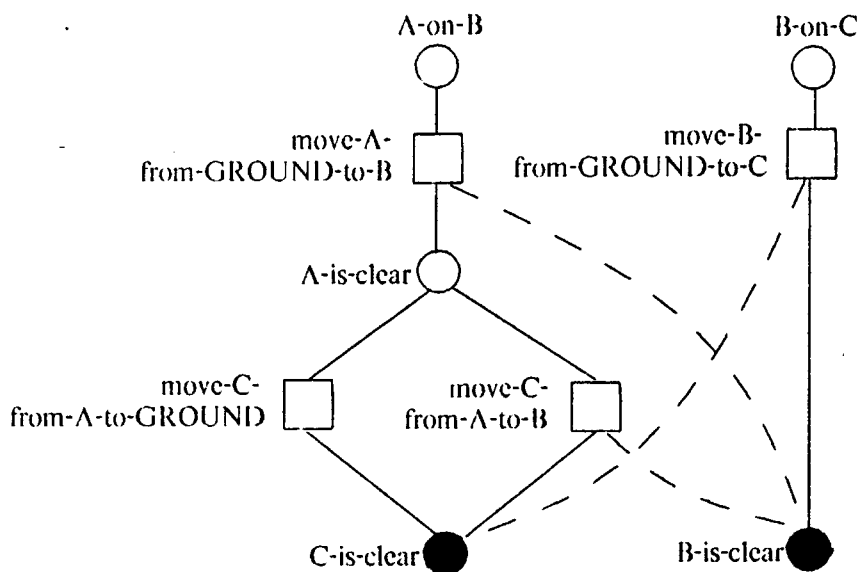 A-on-B
B-on-C
move-A-
from-GROUND-to-B
move-B-
from-GROUND-to-C
A-is-clear
move-C-
from-A-to-GROUND
move-C-
from-A-to-B
C-is-clear
B-is-clear